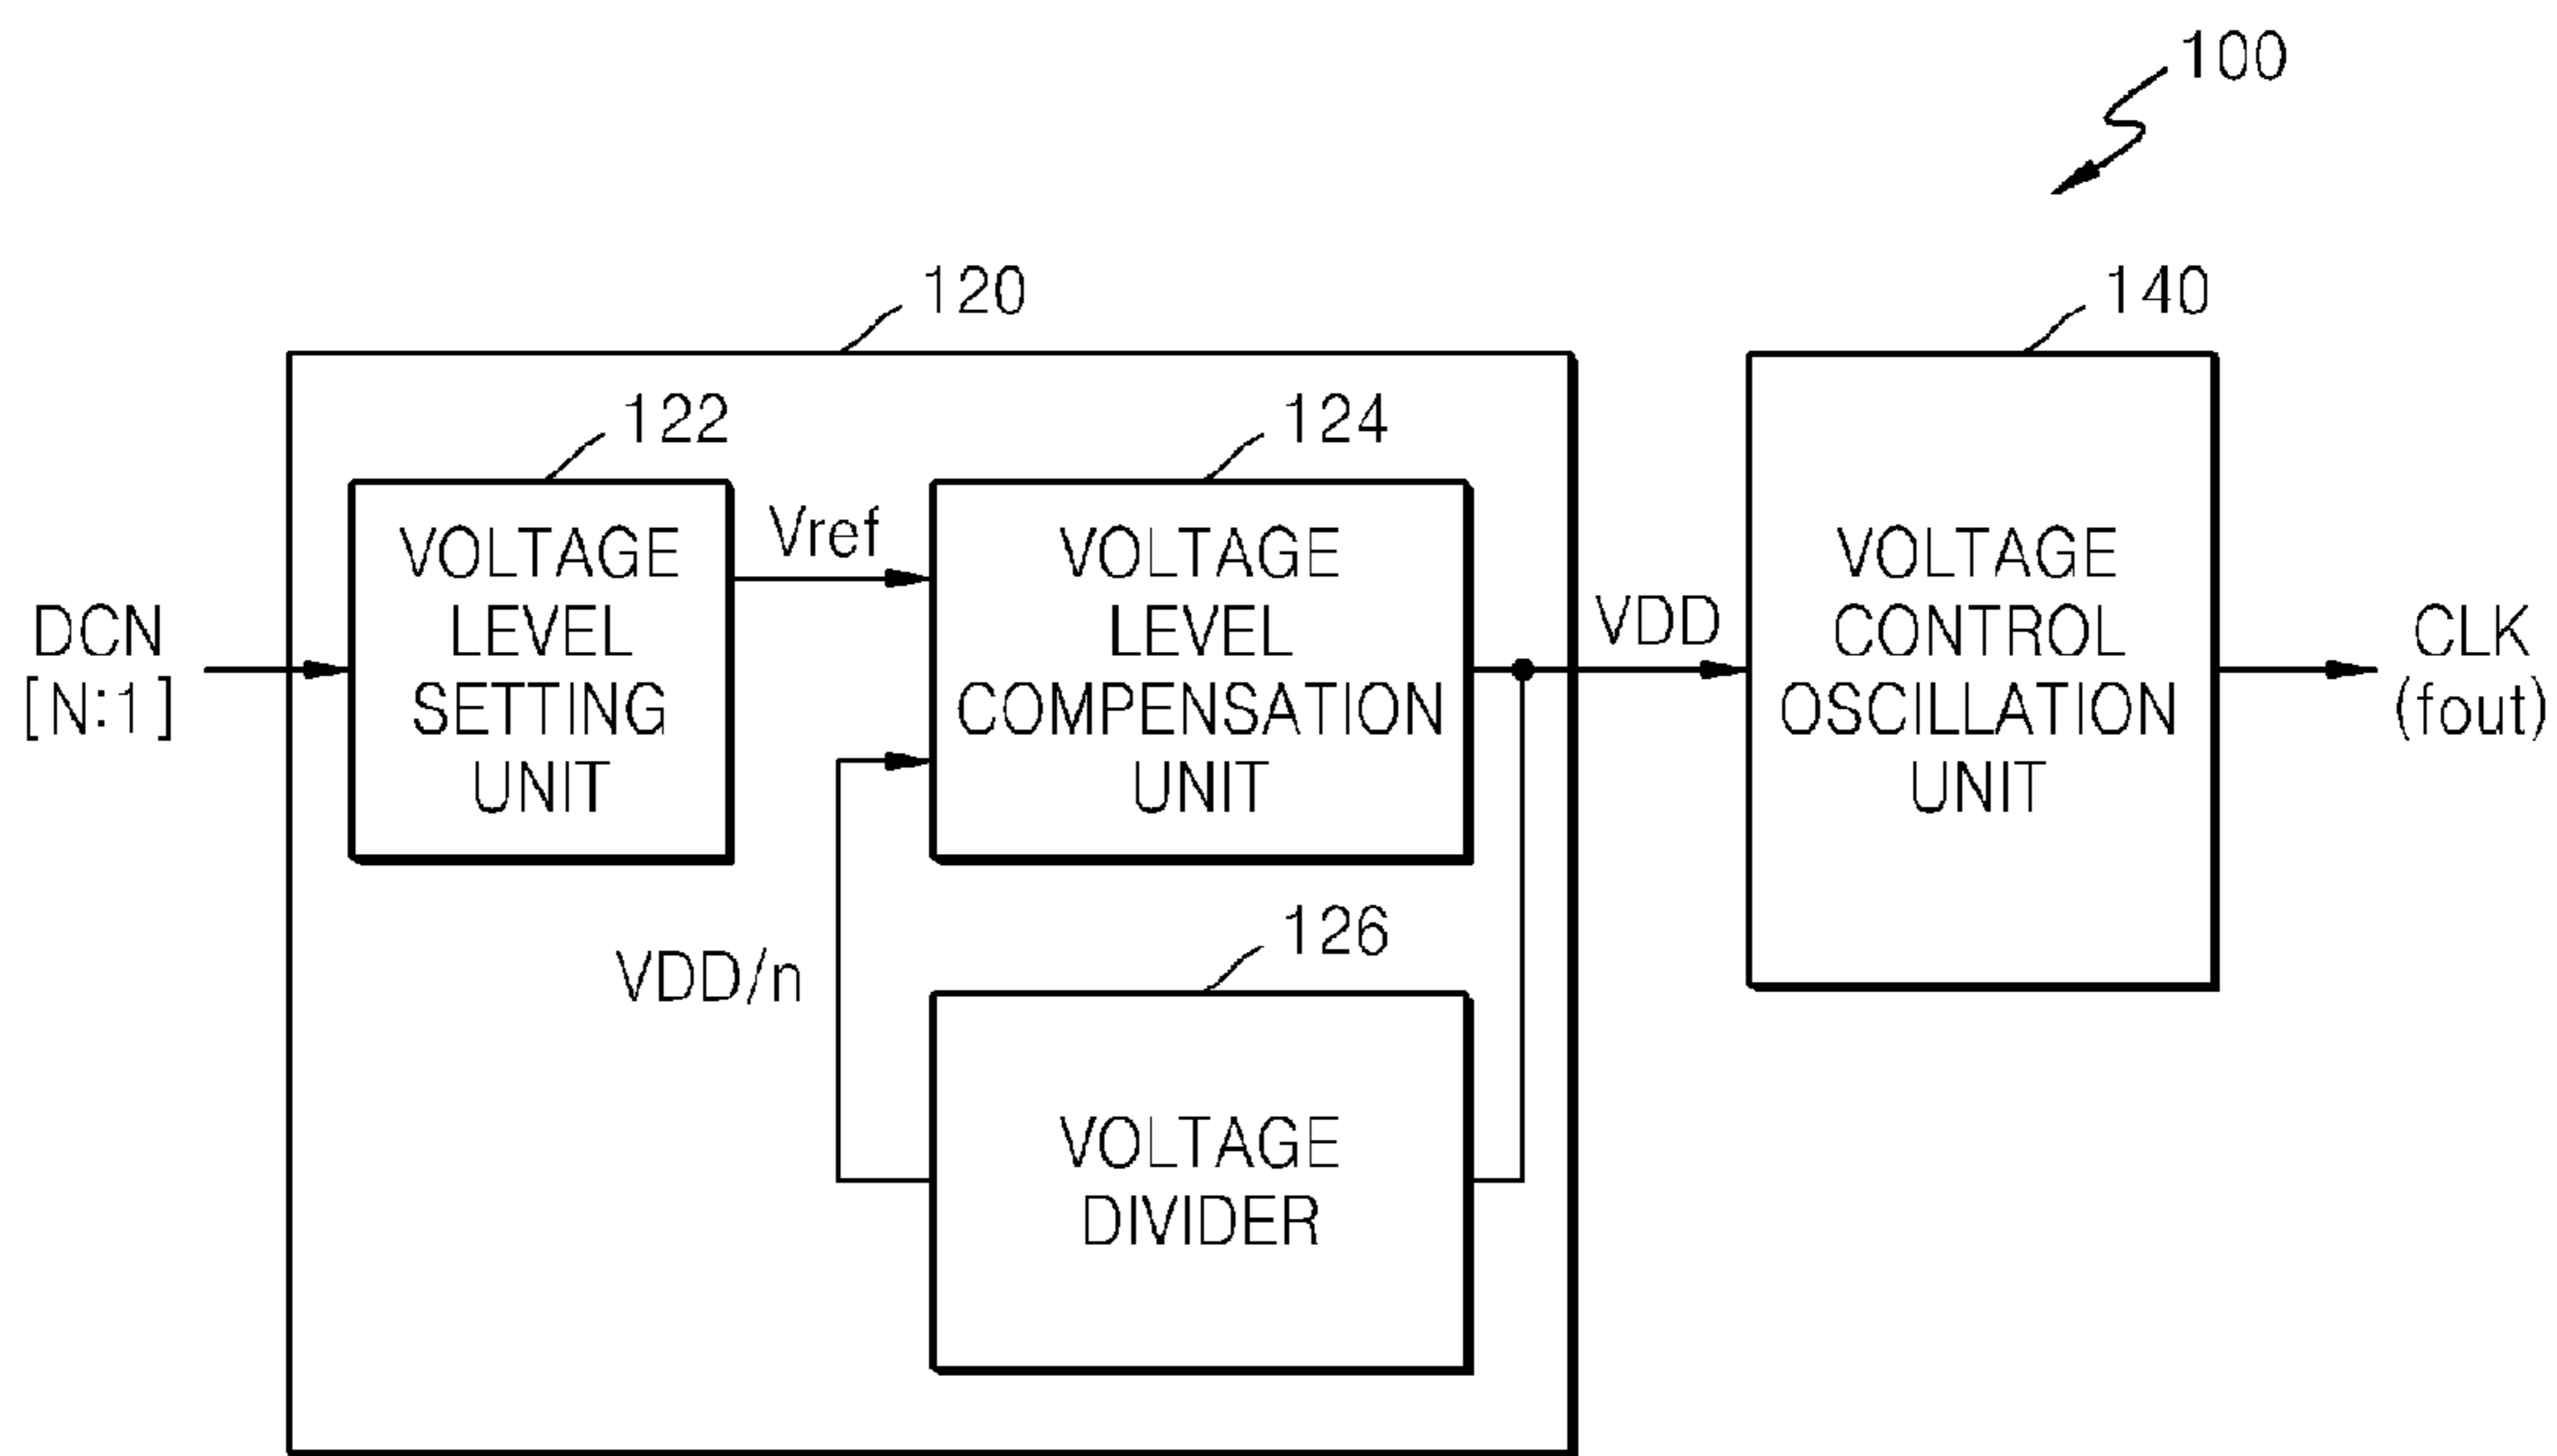 100
120
140
122
124
VOLTAGE
LEVEL
SETTING
UNIT
Vref
VOLTAGE
LEVEL
COMPENSATION
UNIT
VDD
VOLTAGE
CONTROL
OSCILLATION
UNIT
DCN
[N:1]
CLK
(fout)
126
VDD/n
VOLTAGE
DIVIDER